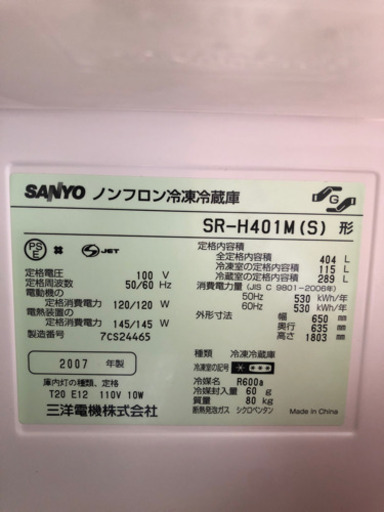 SANYO ノンフロン冷凍冷蔵庫
G
SR-H401M(S) 形
PS E JET
定格電圧 100 V
定格周波数 50/60 Hz
電動機の
定格消費電力 120/120 W
電熱装置の
定格消費電力 145/145 W
製造番号 7CS24465
2007 年製
庫内灯の種類、定格
T20 E12 110V 10W
三洋電機株式会社
定格内容積
全定格内容積 404 L
冷凍室の定格内容積 115 L
冷蔵室の定格内容積 289 L
消費電力量(JIS C 9801-2006年)
50Hz 530 kWh/年
60Hz 530 kWh/年
外形寸法 幅 650 mm
奥行 635 mm
高さ 1803 mm
種類 冷凍冷蔵庫
冷凍室の記号
冷媒名 R600a
冷媒封入量 60 g
質量 80 kg
断熱発泡ガス シクロペンタン
Made in China